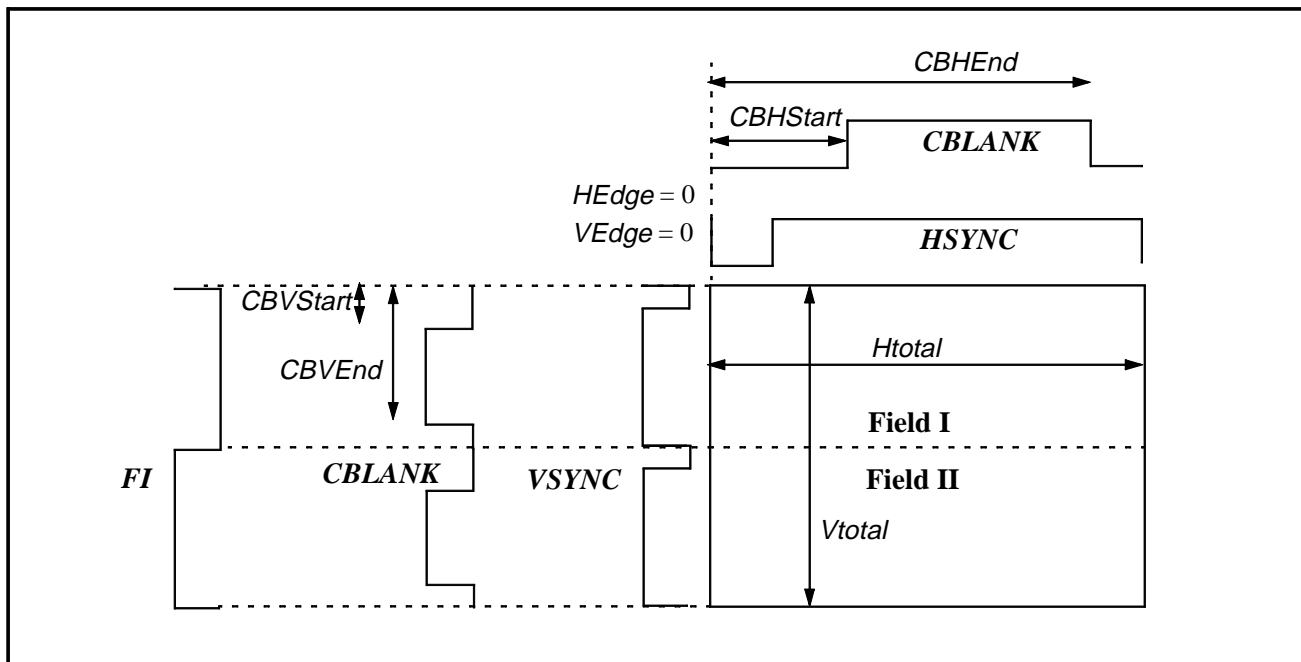 CBHEnd
CBHStart
CBLANK
HEdge = 0
VEdge = 0
HSYNC
CBVStart
CBVEnd
Htotal
Field I
FI
CBLANK
VSYNC
Field II
Vtotal